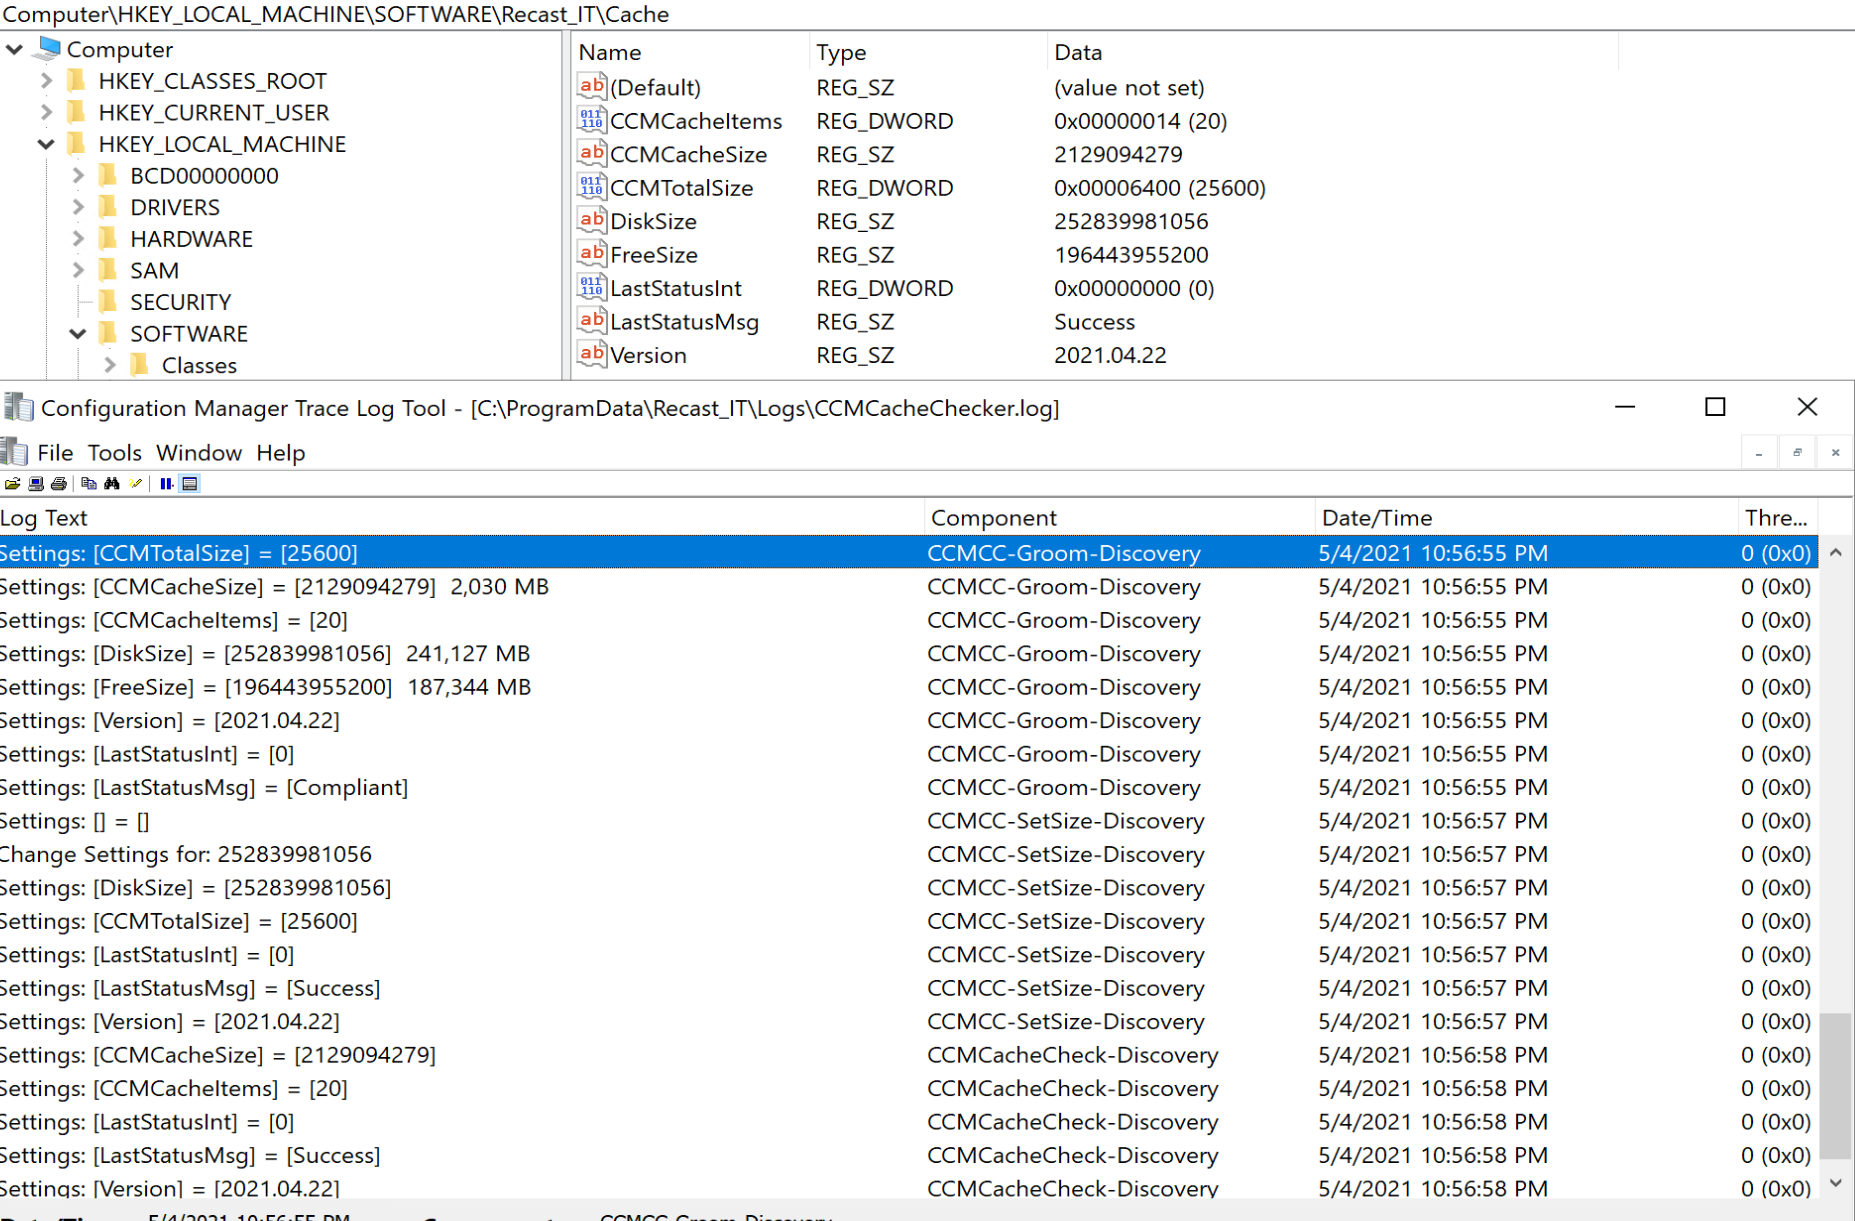 Computer\HKEY_LOCAL_MACHINE\SOFTWARE\Recast_IT\Cache
Computer
HKEY_CLASSES_ROOT
HKEY_CURRENT_USER
HKEY_LOCAL_MACHINE
BCD00000000
DRIVERS
HARDWARE
SAM
SECURITY
SOFTWARE
Classes
Name Type Data
(Default) REG_SZ (value not set)
CCMCacheItems REG_DWORD 0x00000014 (20)
CCMCacheSize REG_SZ 2129094279
CCMTotalSize REG_DWORD 0x00006400 (25600)
DiskSize REG_SZ 252839981056
FreeSize REG_SZ 196443955200
LastStatusInt REG_DWORD 0x00000000 (0)
LastStatusMsg REG_SZ Success
Version REG_SZ 2021.04.22
Configuration Manager Trace Log Tool - [C:\ProgramData\Recast_IT\Logs\CCMCacheChecker.log]
File Tools Window Help
Log Text Component Date/Time Thre...
Settings: [CCMTotalSize] = [25600] CCMCC-Groom-Discovery 5/4/2021 10:56:55 PM 0 (0x0)
Settings: [CCMCacheSize] = [2129094279] 2,030 MB CCMCC-Groom-Discovery 5/4/2021 10:56:55 PM 0 (0x0)
Settings: [CCMCacheItems] = [20] CCMCC-Groom-Discovery 5/4/2021 10:56:55 PM 0 (0x0)
Settings: [DiskSize] = [252839981056] 241,127 MB CCMCC-Groom-Discovery 5/4/2021 10:56:55 PM 0 (0x0)
Settings: [FreeSize] = [196443955200] 187,344 MB CCMCC-Groom-Discovery 5/4/2021 10:56:55 PM 0 (0x0)
Settings: [Version] = [2021.04.22] CCMCC-Groom-Discovery 5/4/2021 10:56:55 PM 0 (0x0)
Settings: [LastStatusInt] = [0] CCMCC-Groom-Discovery 5/4/2021 10:56:55 PM 0 (0x0)
Settings: [LastStatusMsg] = [Compliant] CCMCC-Groom-Discovery 5/4/2021 10:56:55 PM 0 (0x0)
Settings: [] = [] CCMCC-SetSize-Discovery 5/4/2021 10:56:57 PM 0 (0x0)
Change Settings for: 252839981056 CCMCC-SetSize-Discovery 5/4/2021 10:56:57 PM 0 (0x0)
Settings: [DiskSize] = [252839981056] CCMCC-SetSize-Discovery 5/4/2021 10:56:57 PM 0 (0x0)
Settings: [CCMTotalSize] = [25600] CCMCC-SetSize-Discovery 5/4/2021 10:56:57 PM 0 (0x0)
Settings: [LastStatusInt] = [0] CCMCC-SetSize-Discovery 5/4/2021 10:56:57 PM 0 (0x0)
Settings: [LastStatusMsg] = [Success] CCMCC-SetSize-Discovery 5/4/2021 10:56:57 PM 0 (0x0)
Settings: [Version] = [2021.04.22] CCMCC-SetSize-Discovery 5/4/2021 10:56:57 PM 0 (0x0)
Settings: [CCMCacheSize] = [2129094279] CCMCacheCheck-Discovery 5/4/2021 10:56:58 PM 0 (0x0)
Settings: [CCMCacheItems] = [20] CCMCacheCheck-Discovery 5/4/2021 10:56:58 PM 0 (0x0)
Settings: [LastStatusInt] = [0] CCMCacheCheck-Discovery 5/4/2021 10:56:58 PM 0 (0x0)
Settings: [LastStatusMsg] = [Success] CCMCacheCheck-Discovery 5/4/2021 10:56:58 PM 0 (0x0)
Settings: [Version] = [2021.04.22] CCMCacheCheck-Discovery 5/4/2021 10:56:58 PM 0 (0x0)
5/4/2021 10:56:55 PM CCMCC-Groom-Discovery